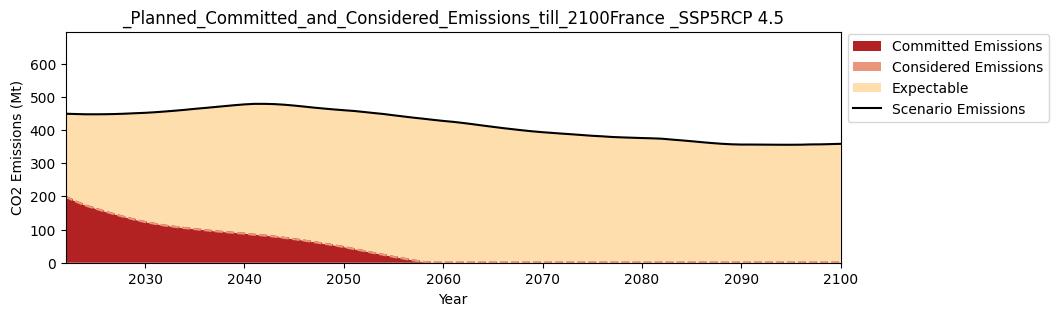 _Planned_Committed_and_Considered_Emissions_till_2100France _SSP5RCP 4.5
Committed Emissions
Considered Emissions
Expectable
Scenario Emissions
CO2 Emissions (Mt)
600
500
400
300
200
100
0
2030 2040 2050 2060 2070 2080 2090 2100
Year